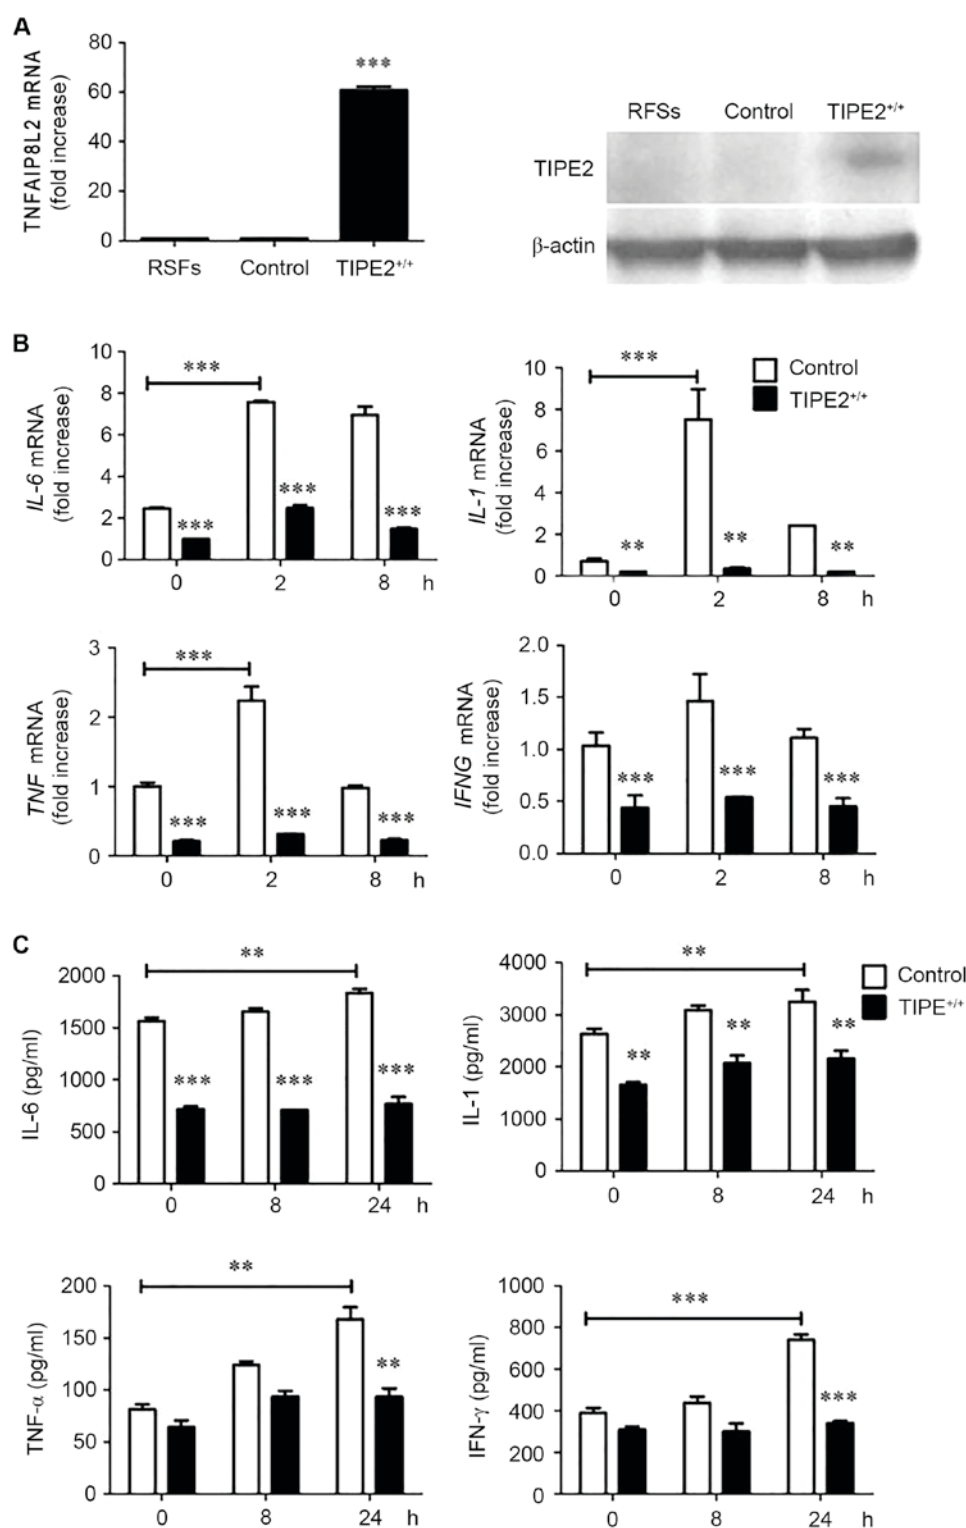 A
80
60
40
20
0
TNFAIP8L2 mRNA
(fold increase)
***
RSFs Control TIPE2+/+
RFSs Control TIPE2+/+
TIPE2
β-actin
B
10
8
6
4
2
0
IL-6 mRNA
(fold increase)
***
***
***
***
0 2 8 h
10
8
6
4
2
0
IL-1 mRNA
(fold increase)
***
**
**
**
0 2 8 h
Control
TIPE2+/+
3
2
1
0
TNF mRNA
(fold increase)
***
***
***
***
0 2 8 h
2.0
1.5
1.0
0.5
0.0
IFNG mRNA
(fold increase)
***
***
***
0 2 8 h
C
2000
1500
1000
500
0
IL-6 (pg/ml)
**
***
***
***
0 8 24 h
4000
3000
2000
1000
0
IL-1 (pg/ml)
**
**
**
**
0 8 24 h
Control
TIPE+/+
200
150
100
50
0
TNF-α (pg/ml)
**
**
0 8 24 h
1000
800
600
400
200
0
IFN-γ (pg/ml)
***
***
0 8 24 h